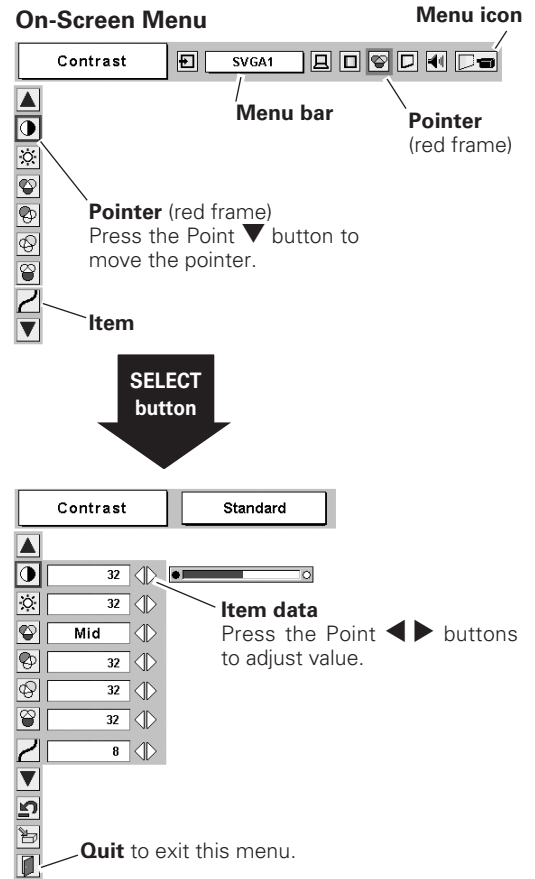 On-Screen Menu
Menu icon
Contrast
SVGA1
Menu bar
Pointer
(red frame)
Pointer (red frame)
Press the Point ▼ button to
move the pointer.
Item
SELECT
button
Contrast
Standard
32
32
Mid
32
32
32
8
Item data
Press the Point ◀ ▶ buttons
to adjust value.
Quit to exit this menu.